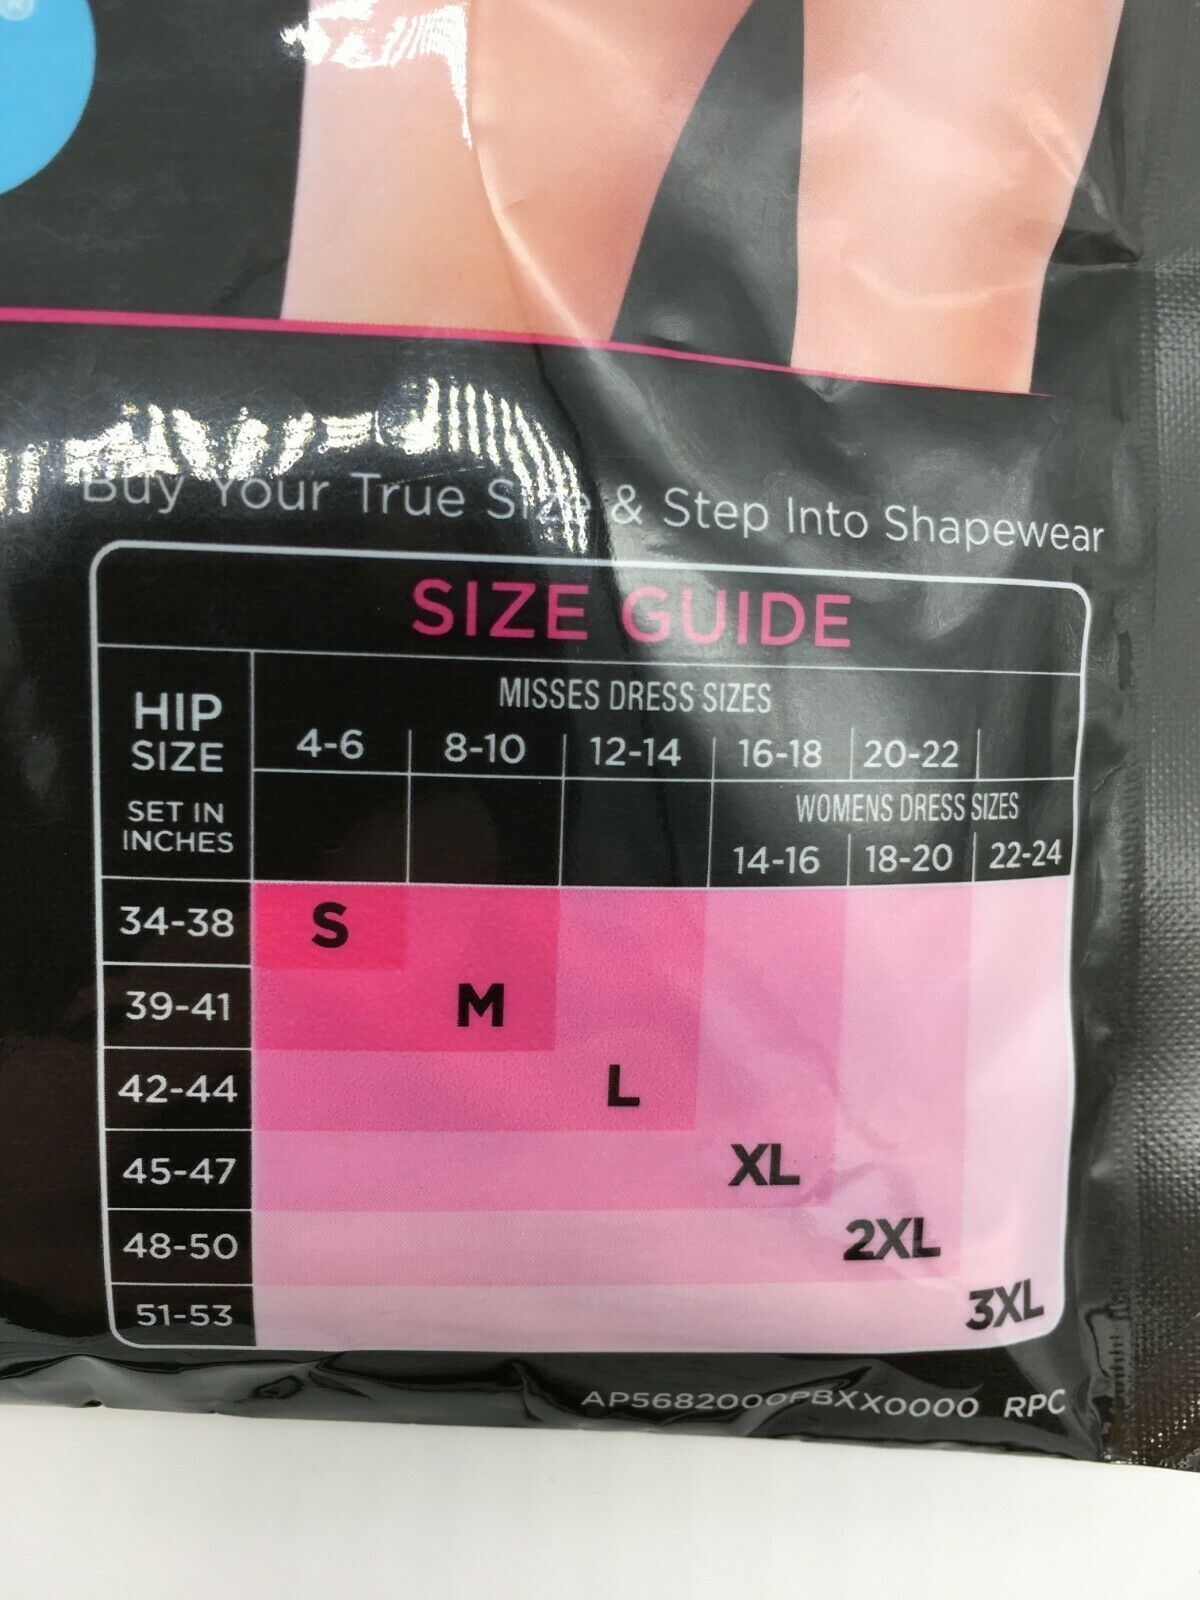 ®
Buy Your True Size & Step Into Shapewear
SIZE GUIDE
HIP SIZE SET IN INCHES
MISSES DRESS SIZES
4-6 8-10 12-14 16-18 20-22
WOMENS DRESS SIZES
14-16 18-20 22-24
34-38 S
39-41 M
42-44 L
45-47 XL
48-50 2XL
51-53 3XL
AP5682000PBXX0000 RPC